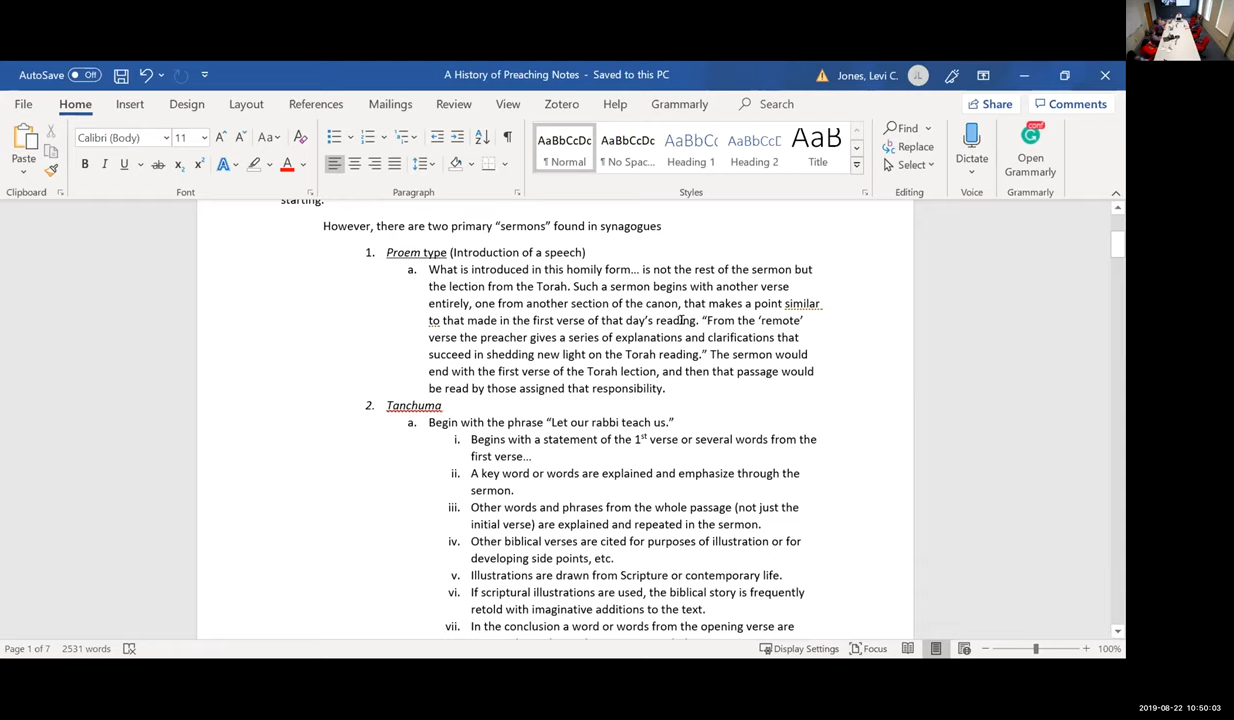 AutoSave Off
A History of Preaching Notes - Saved to this PC
Jones, Levi C. JL
File Home Insert Design Layout References Mailings Review View Zotero Help Grammarly Search Share Comments
Paste
Calibri (Body) 11
AaBbCcDc AaBbCcDc AaBbCc AaBbCcD AaB
¶ Normal ¶ No Spac... Heading 1 Heading 2 Title
Find
Replace
Select
Dictate
Open
Grammarly
Clipboard Font Paragraph Styles Editing Voice Grammarly
starting.
However, there are two primary “sermons” found in synagogues
1. Proem type (Introduction of a speech)
a. What is introduced in this homily form... is not the rest of the sermon but
the lection from the Torah. Such a sermon begins with another verse
entirely, one from another section of the canon, that makes a point similar
to that made in the first verse of that day’s reading. “From the ‘remote’
verse the preacher gives a series of explanations and clarifications that
succeed in shedding new light on the Torah reading.” The sermon would
end with the first verse of the Torah lection, and then that passage would
be read by those assigned that responsibility.
2. Tanchuma
a. Begin with the phrase “Let our rabbi teach us.”
i. Begins with a statement of the 1st verse or several words from the
first verse...
ii. A key word or words are explained and emphasize through the
sermon.
iii. Other words and phrases from the whole passage (not just the
initial verse) are explained and repeated in the sermon.
iv. Other biblical verses are cited for purposes of illustration or for
developing side points, etc.
v. Illustrations are drawn from Scripture or contemporary life.
vi. If scriptural illustrations are used, the biblical story is frequently
retold with imaginative additions to the text.
vii. In the conclusion a word or words from the opening verse are
Page 1 of 7 2531 words Display Settings Focus 100%
2019-08-22 10:50:03